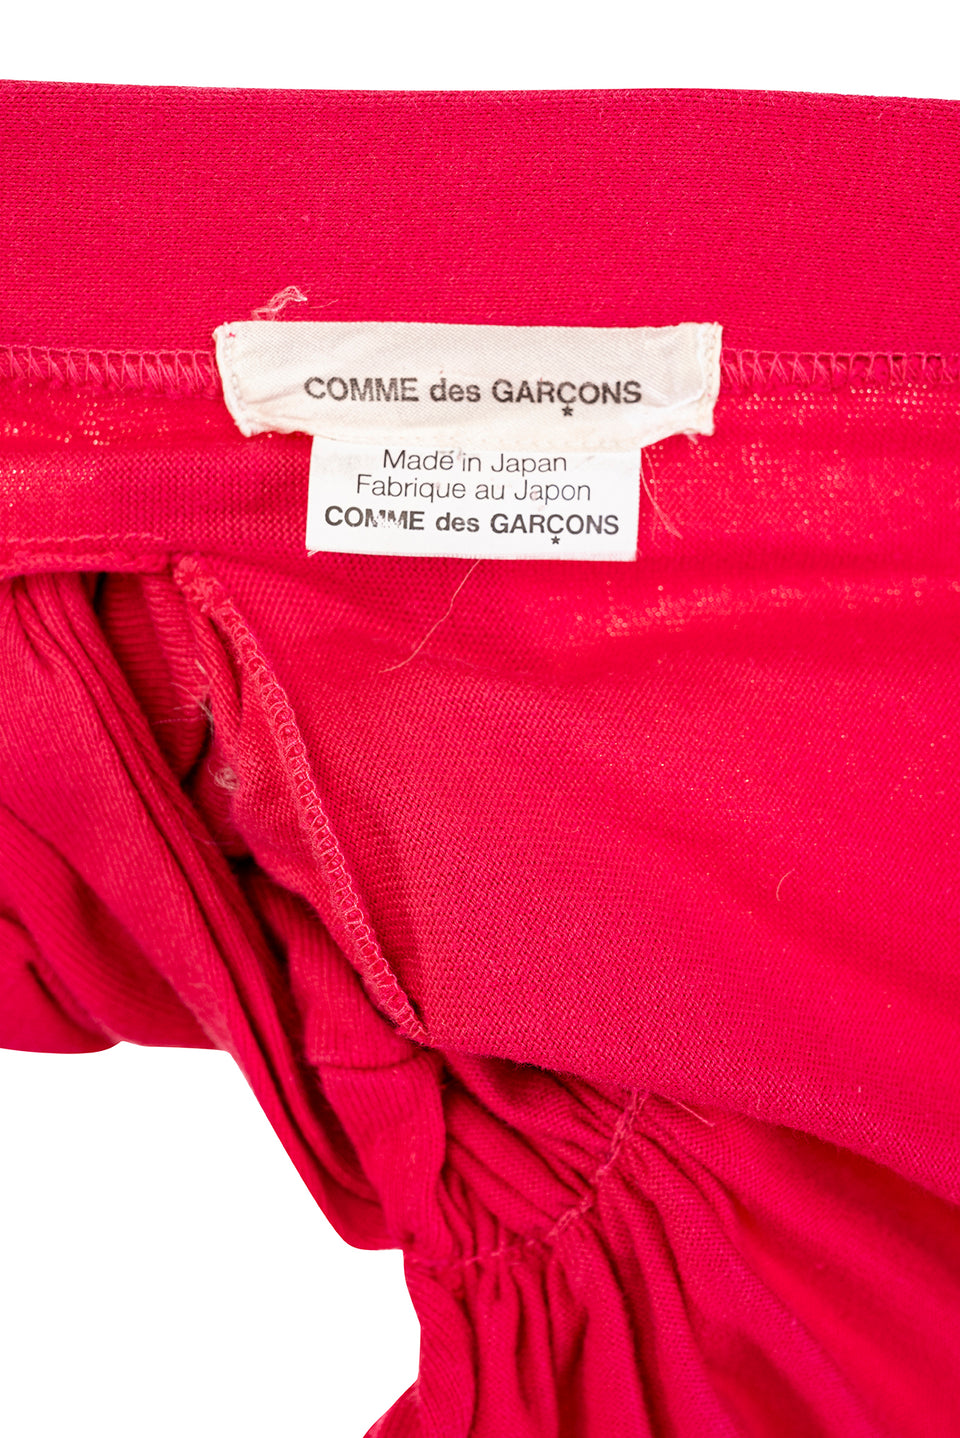 COMME des GARÇONS
Made in Japan
Fabrique au Japon
COMME des GARÇONS